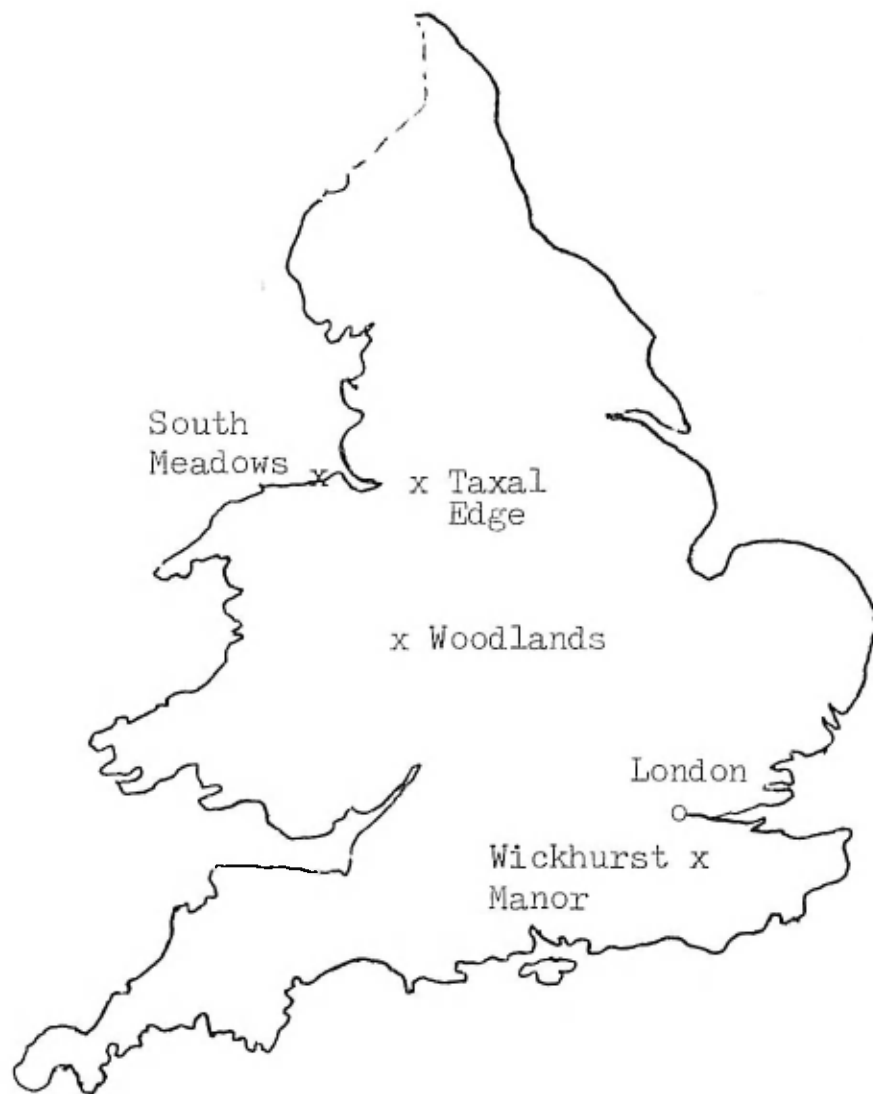 South
Meadows x
x Taxal
Edge
x Woodlands
London
Wickhurst x
Manor